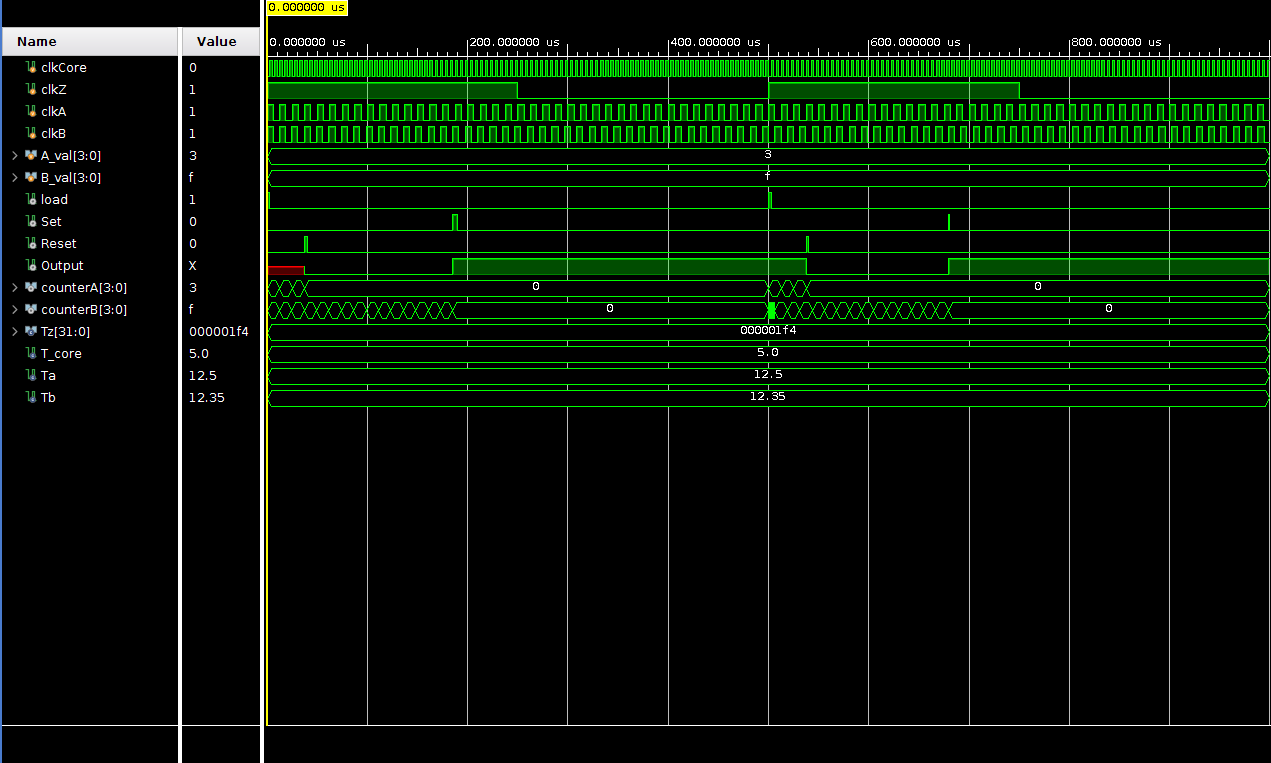 0.000000 us
Name Value
0.000000 us 200.000000 us 400.000000 us 600.000000 us 800.000000 us
clkCore 0
clkZ 1
clkA 1
clkB 1
A_val[3:0] 3 3
B_val[3:0] f f
load 1
Set 0
Reset 0
Output X
counterA[3:0] 3 0 0
counterB[3:0] f 0 0
Tz[31:0] 000001f4 000001f4
T_core 5.0 5.0
Ta 12.5 12.5
Tb 12.35 12.35